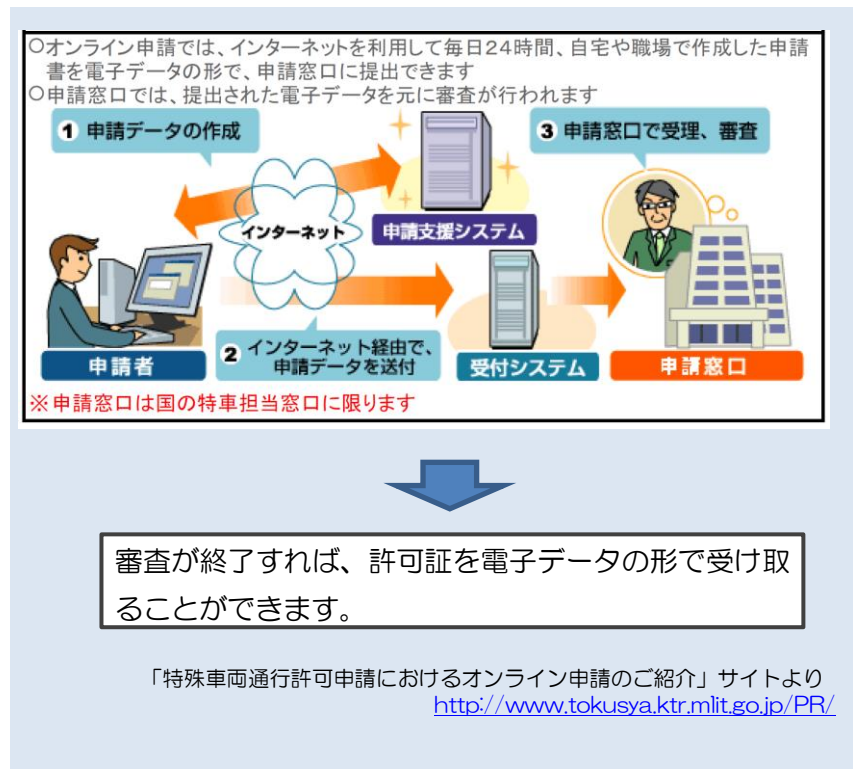 ○オンライン申請では、インターネットを利用して毎日24時間、自宅や職場で作成した申請
書を電子データの形で、申請窓口に提出できます
○申請窓口では、提出された電子データを元に審査が行われます
1 申請データの作成
3 申請窓口で受理、審査
インターネット
申請支援システム
2 インターネット経由で、
申請データを送付
申請者
受付システム
申請窓口
※申請窓口は国の特車担当窓口に限ります
審査が終了すれば、許可証を電子データの形で受け取
ることができます。
「特殊車両通行許可申請におけるオンライン申請のご紹介」サイトより
http://www.tokusya.ktr.mlit.go.jp/PR/